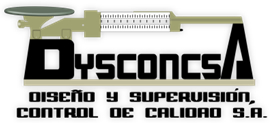 DYSCONCSA
DISEÑO Y SUPERVISIÓN,
CONTROL DE CALIDAD S.A.